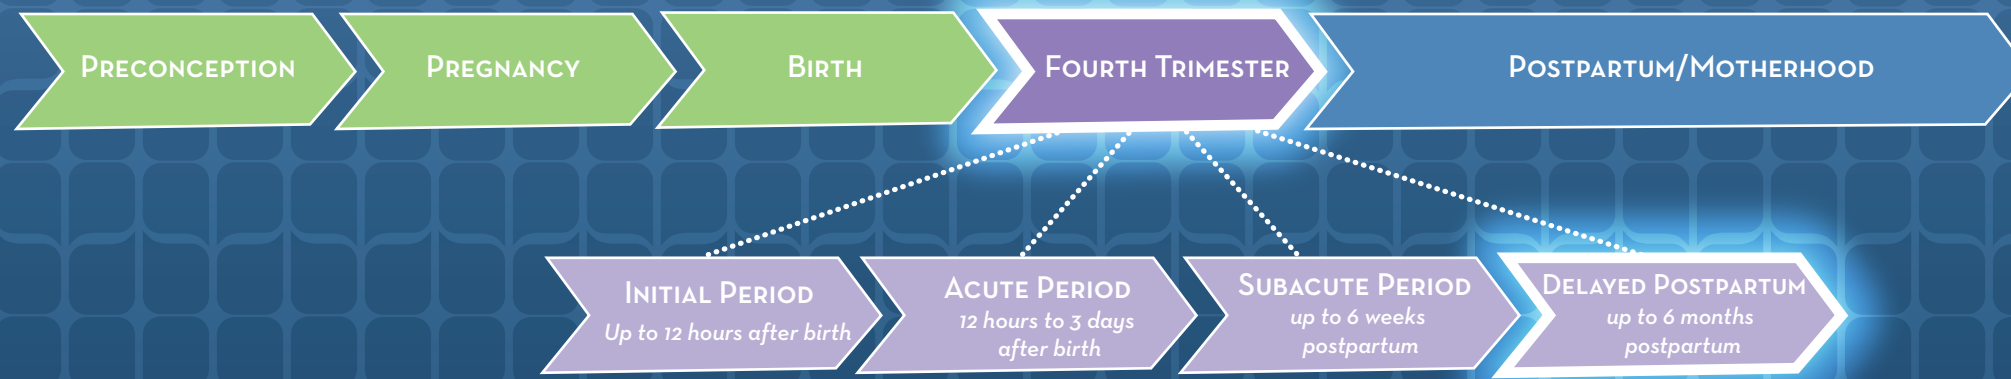 Preconception
Pregnancy
Birth
Fourth Trimester
Postpartum/Motherhood
Initial Period
Up to 12 hours after birth
Acute Period
12 hours to 3 days
after birth
Subacute Period
up to 6 weeks
postpartum
Delayed Postpartum
up to 6 months
postpartum